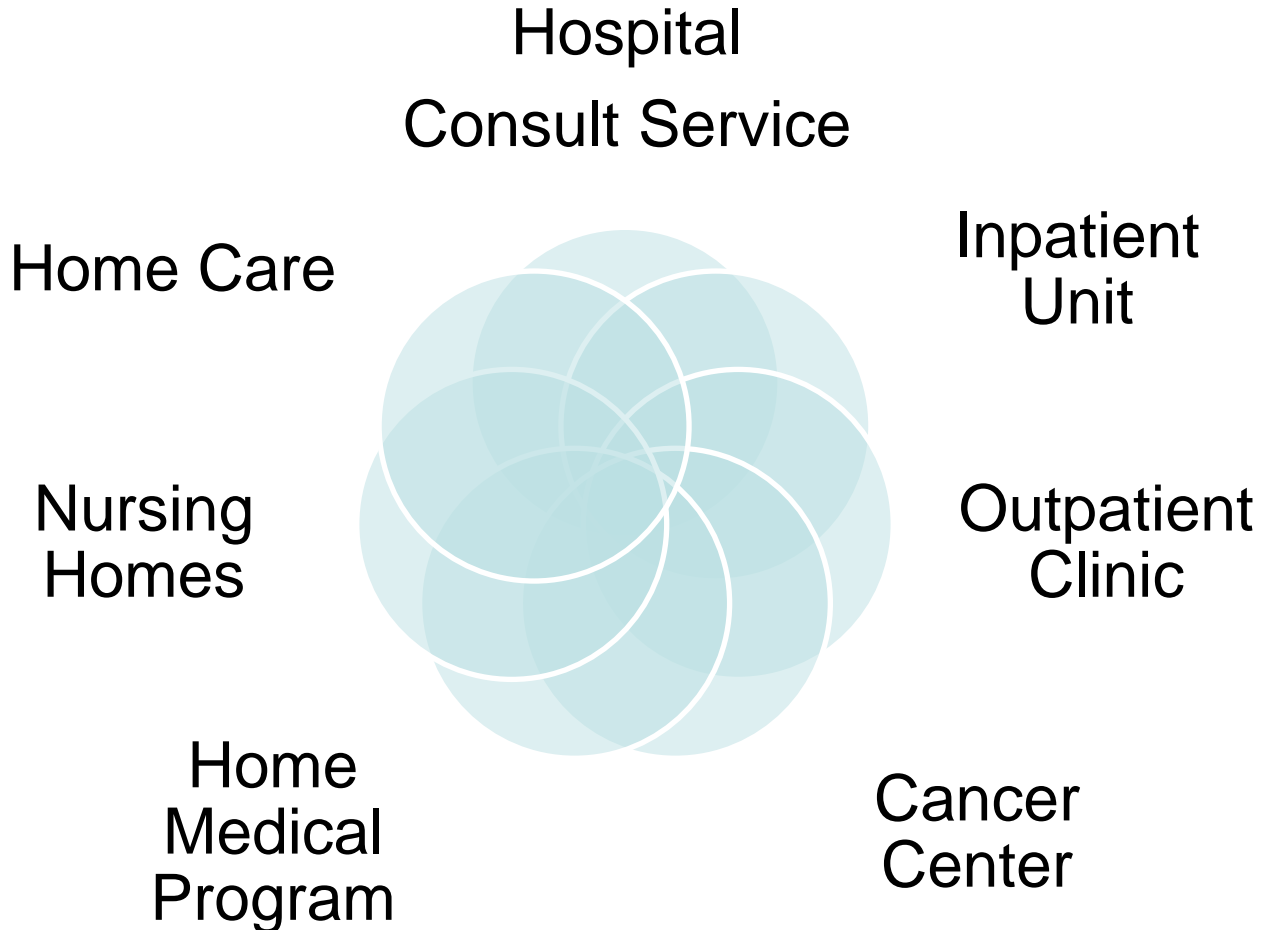 Hospital
Consult Service
Inpatient
Unit
Outpatient
Clinic
Cancer
Center
Home
Medical
Program
Nursing
Homes
Home Care